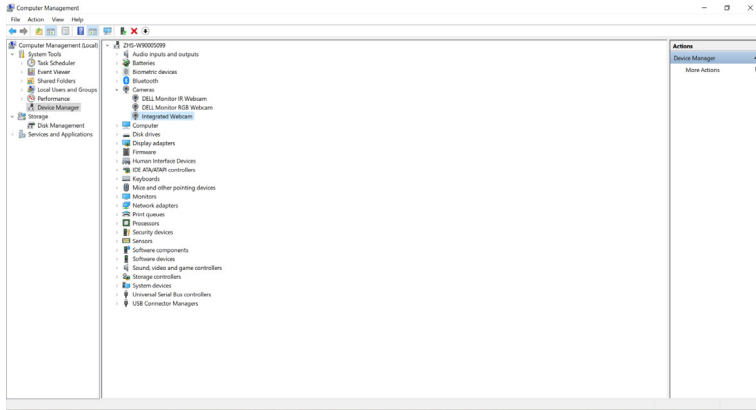 Computer Management
File Action View Help
Computer Management (Local)
System Tools
Task Scheduler
Event Viewer
Shared Folders
Local Users and Groups
Performance
Device Manager
Storage
Disk Management
Services and Applications
ZHS-W90005099
Audio inputs and outputs
Batteries
Biometric devices
Bluetooth
Cameras
DELL Monitor IR Webcam
DELL Monitor RGB Webcam
Integrated Webcam
Computer
Disk drives
Display adapters
Firmware
Human Interface Devices
IDE ATA/ATAPI controllers
Keyboards
Mice and other pointing devices
Monitors
Network adapters
Print queues
Processors
Security devices
Sensors
Software components
Software devices
Sound, video and game controllers
Storage controllers
System devices
Universal Serial Bus controllers
USB Connector Managers
Actions
Device Manager
More Actions